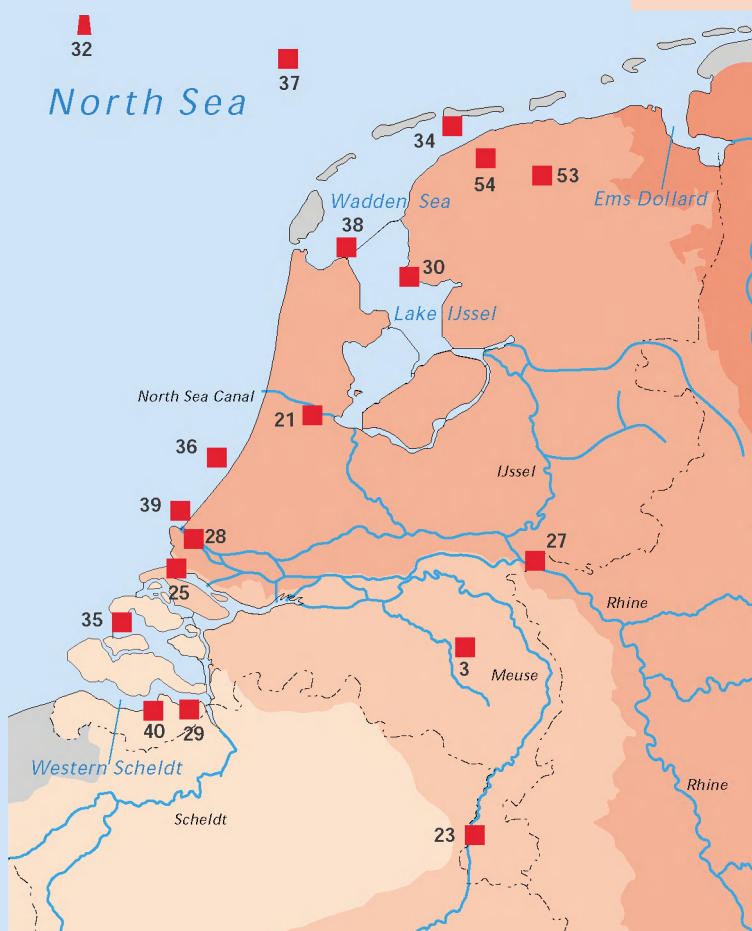 32
37
North Sea
34
54
53
Ems Dollard
Wadden Sea
38
30
Lake IJssel
North Sea Canal
21
36
IJssel
39
28
27
25
Rhine
35
3
Meuse
40
29
Western Scheldt
Rhine
Scheldt
23